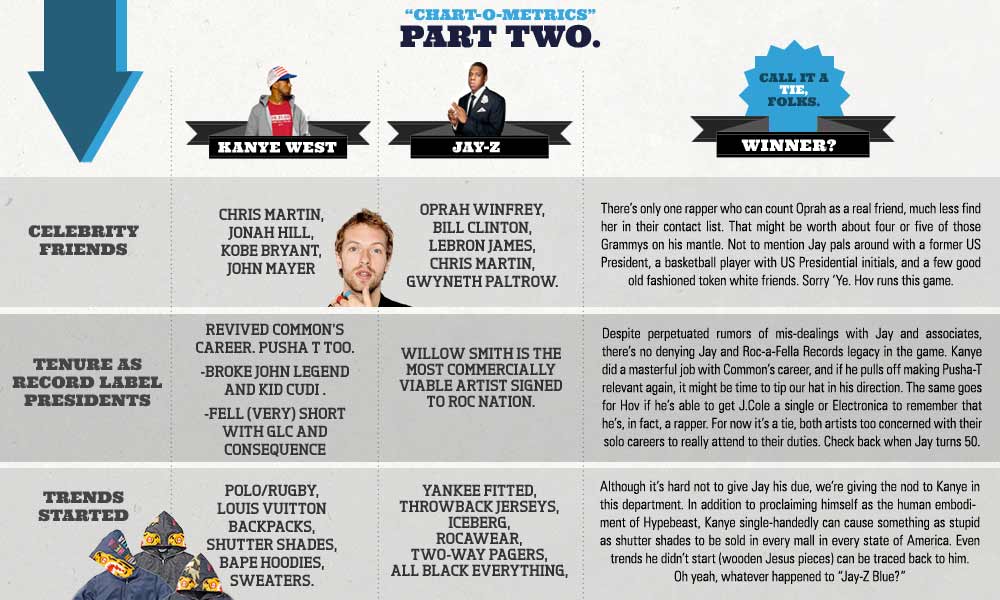 “CHART-O-METRICS”
PART TWO.
CALL IT A
TIE,
FOLKS.
KANYE WEST
JAY-Z
WINNER?
CELEBRITY
FRIENDS
CHRIS MARTIN,
JONAH HILL,
KOBE BRYANT,
JOHN MAYER
OPRAH WINFREY,
BILL CLINTON,
LEBRON JAMES,
CHRIS MARTIN,
GWYNETH PALTROW.
There’s only one rapper who can count Oprah as a real friend, much less find
her in their contact list. That might be worth about four or five of those
Grammys on his mantle. Not to mention Jay pals around with a former US
President, a basketball player with US Presidential initials, and a few good
old fashioned token white friends. Sorry ‘Ye. Hov runs this game.
TENURE AS
RECORD LABEL
PRESIDENTS
REVIVED COMMON’S
CAREER. PUSHA T TOO.
-BROKE JOHN LEGEND
AND KID CUDI .
-FELL (VERY) SHORT
WITH GLC AND
CONSEQUENCE
WILLOW SMITH IS THE
MOST COMMERCIALLY
VIABLE ARTIST SIGNED
TO ROC NATION.
Despite perpetuated rumors of mis-dealings with Jay and associates,
there’s no denying Jay and Roc-a-Fella Records legacy in the game. Kanye
did a masterful job with Common’s career, and if he pulls off making Pusha-T
relevant again, it might be time to tip our hat in his direction. The same goes
for Hov if he’s able to get J.Cole a single or Electronica to remember that
he’s, in fact, a rapper. For now it’s a tie, both artists too concerned with their
solo careers to really attend to their duties. Check back when Jay turns 50.
TRENDS
STARTED
POLO/RUGBY,
LOUIS VUITTON
BACKPACKS,
SHUTTER SHADES,
BAPE HOODIES,
SWEATERS.
YANKEE FITTED,
THROWBACK JERSEYS,
ICEBERG,
ROCAWEAR,
TWO-WAY PAGERS,
ALL BLACK EVERYTHING,
Although it’s hard not to give Jay his due, we’re giving the nod to Kanye in
this department. In addition to proclaiming himself as the human embodi-
ment of Hypebeast, Kanye single-handedly can cause something as stupid
as shutter shades to be sold in every mall in every state of America. Even
trends he didn’t start (wooden Jesus pieces) can be traced back to him.
Oh yeah, whatever happened to “Jay-Z Blue?”